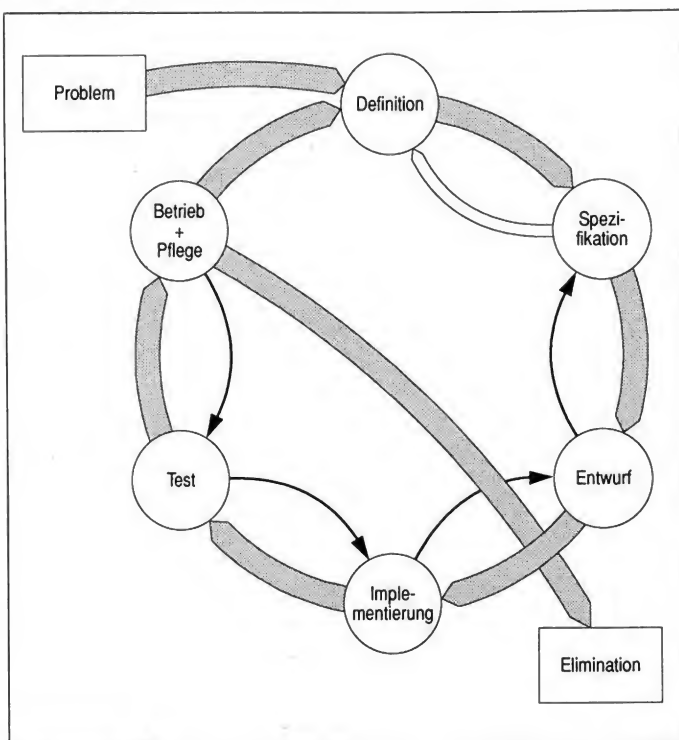 Problem
Definition
Betrieb
+
Pflege
Spezi-
fikation
Test
Entwurf
Imple-
mentierung
Elimination